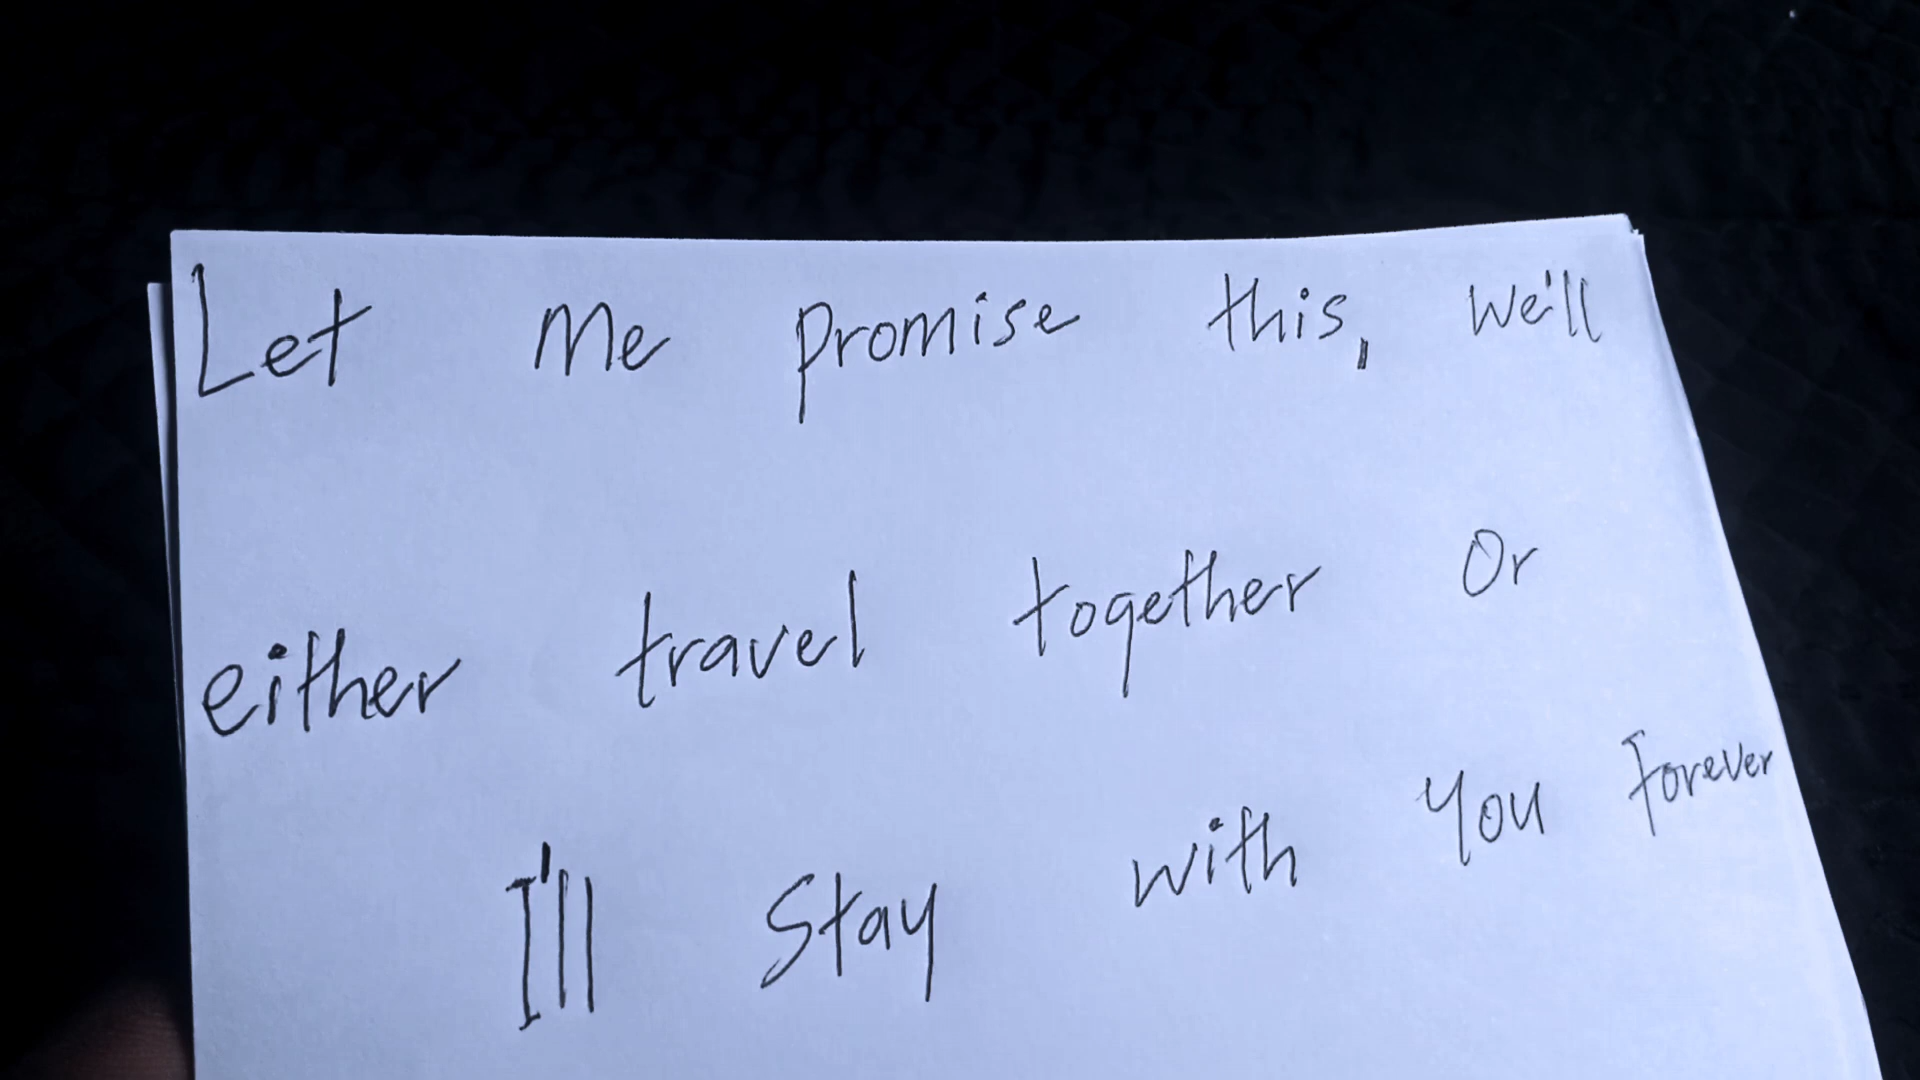 Let Me promise this, We'll
either travel together Or
I'll Stay with You Forever